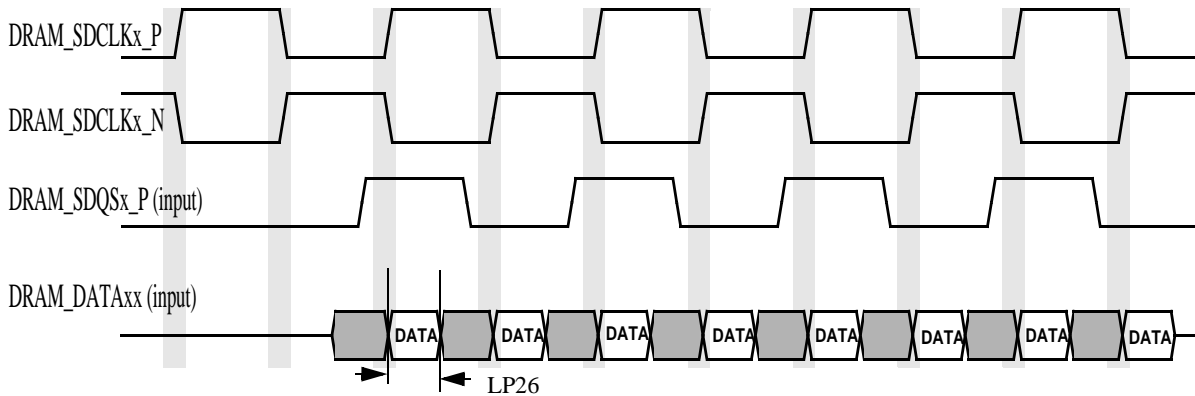 DRAM_SDCLKx_P
DRAM_SDCLKx_N
DRAM_SDQSx_P (input)
DRAM_DATAxx (input)
DATA DATA DATA DATA DATA DATA DATA DATA
LP26